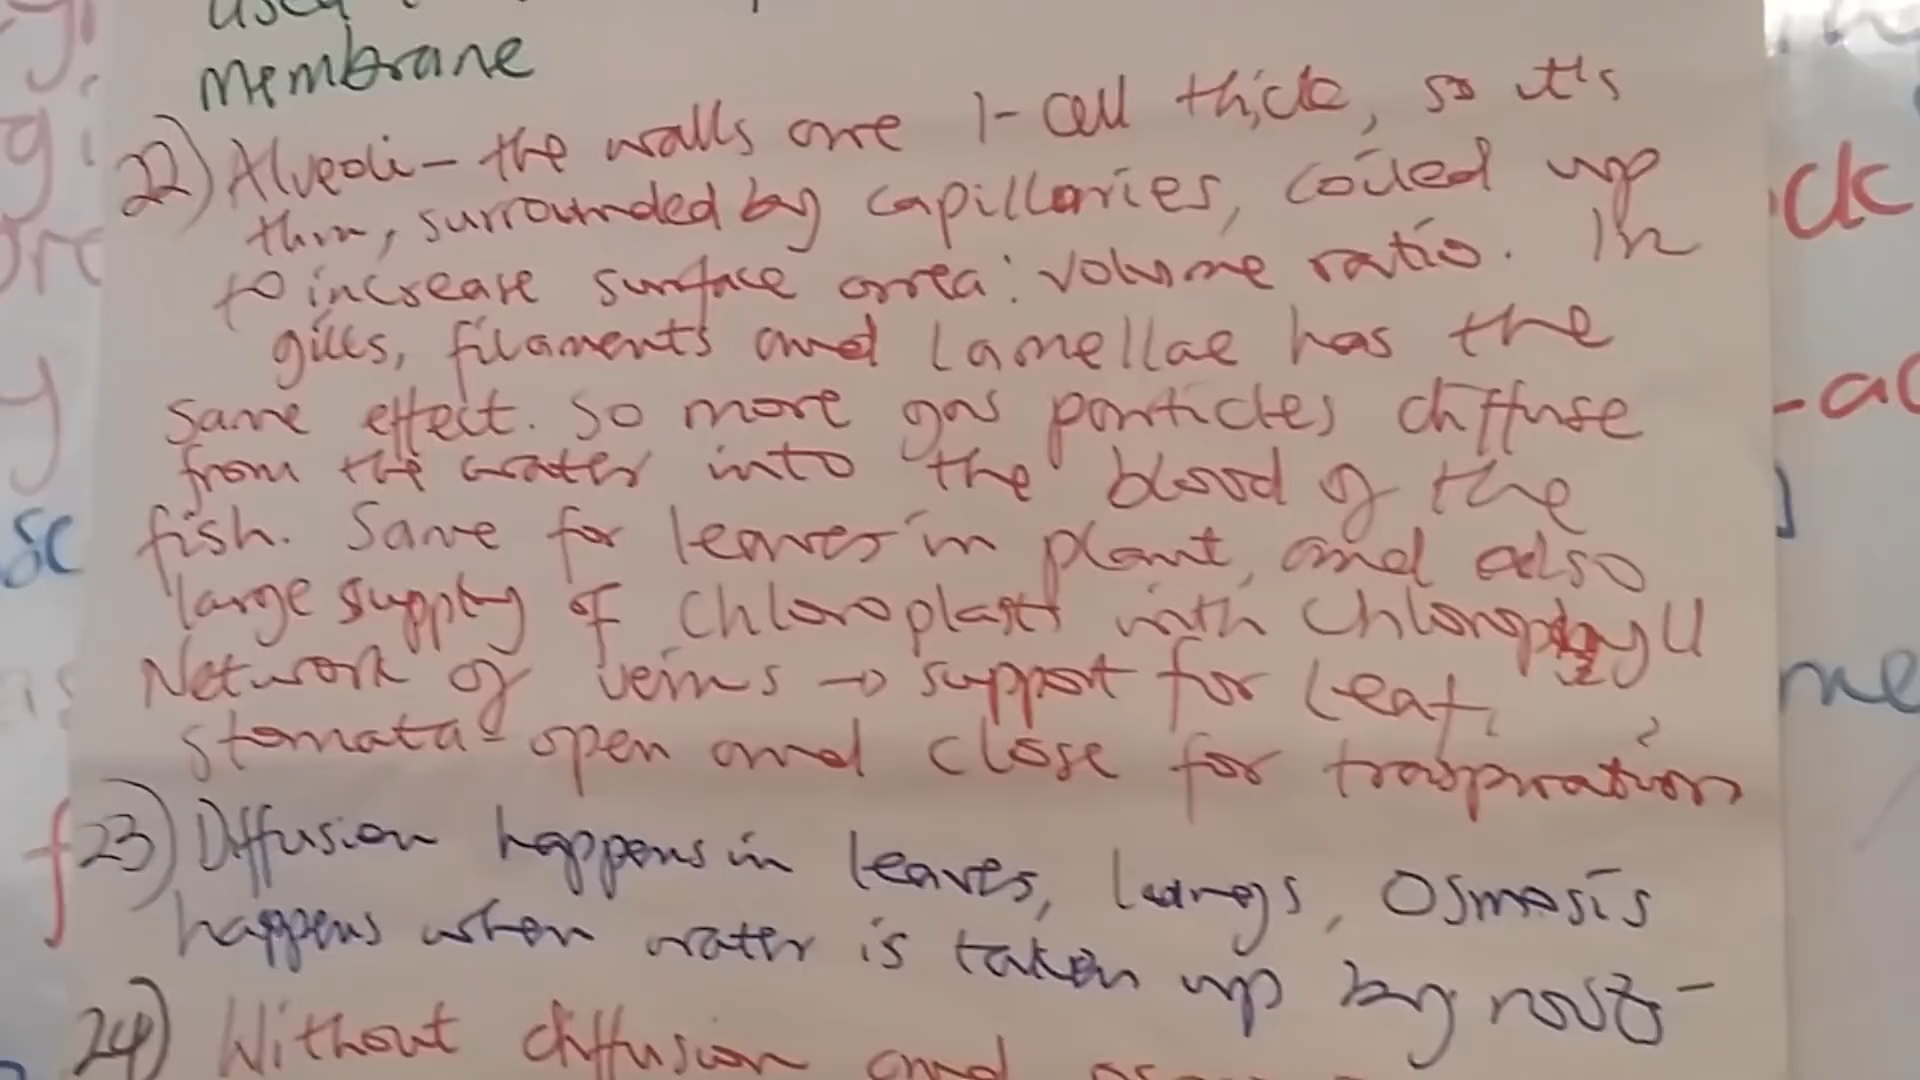 membrane
22) Alveoli - the walls are 1-cell thick, so it's
thin, surrounded by capillaries, coiled up
to increase surface area: volume ratio. In
gills, filaments and lamellae has the
same effect. So more gas particles diffuse
from the water into the blood of the
fish. Same for leaves in plant, and also
large supply of chloroplasts with chlorophyll
Network of veins → support for leaf,
stomata - open and close for traspiration
23) Diffusion happens in leaves, lungs, Osmosis
happens when water is taken up by roots-
24) Without diffusion and